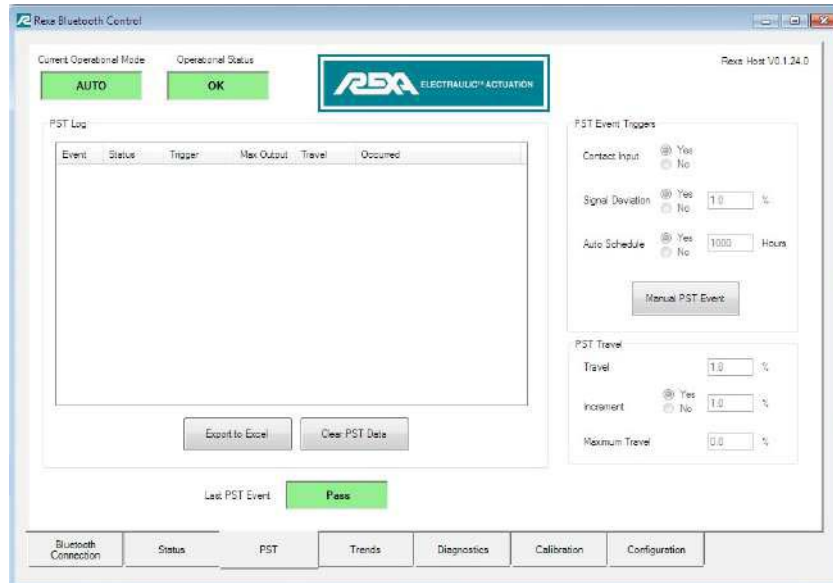 Rexa Bluetooth Control
Current Operational Mode
Operational Status
Rexa Host V0.1.24.0
AUTO
OK
REXA ELECTRAULIC™ ACTUATION
PST Log
Event Status Trigger Max Output Travel Occurred
PST Event Triggers
Contact Input
Yes
No
Signal Deviation
Yes
No
1.0 %
Auto Schedule
Yes
No
1000 Hours
Manual PST Event
PST Travel
Travel
1.0 %
Increment
Yes
No
1.0 %
Maximum Travel
0.0 %
Export to Excel
Clear PST Data
Last PST Event
Pass
Bluetooth
Connection
Status
PST
Trends
Diagnostics
Calibration
Configuration